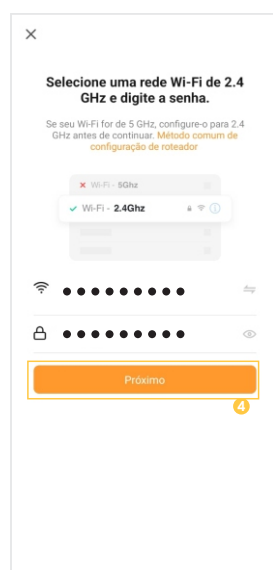 Selecione uma rede Wi-Fi de 2.4
GHz e digite a senha.
Se seu Wi-Fi for de 5 GHz, configure-o para 2.4
GHz antes de continuar. Método comum de
configuração de roteador
Wi-Fi - 5Ghz
Wi-Fi - 2.4Ghz
Próximo
4